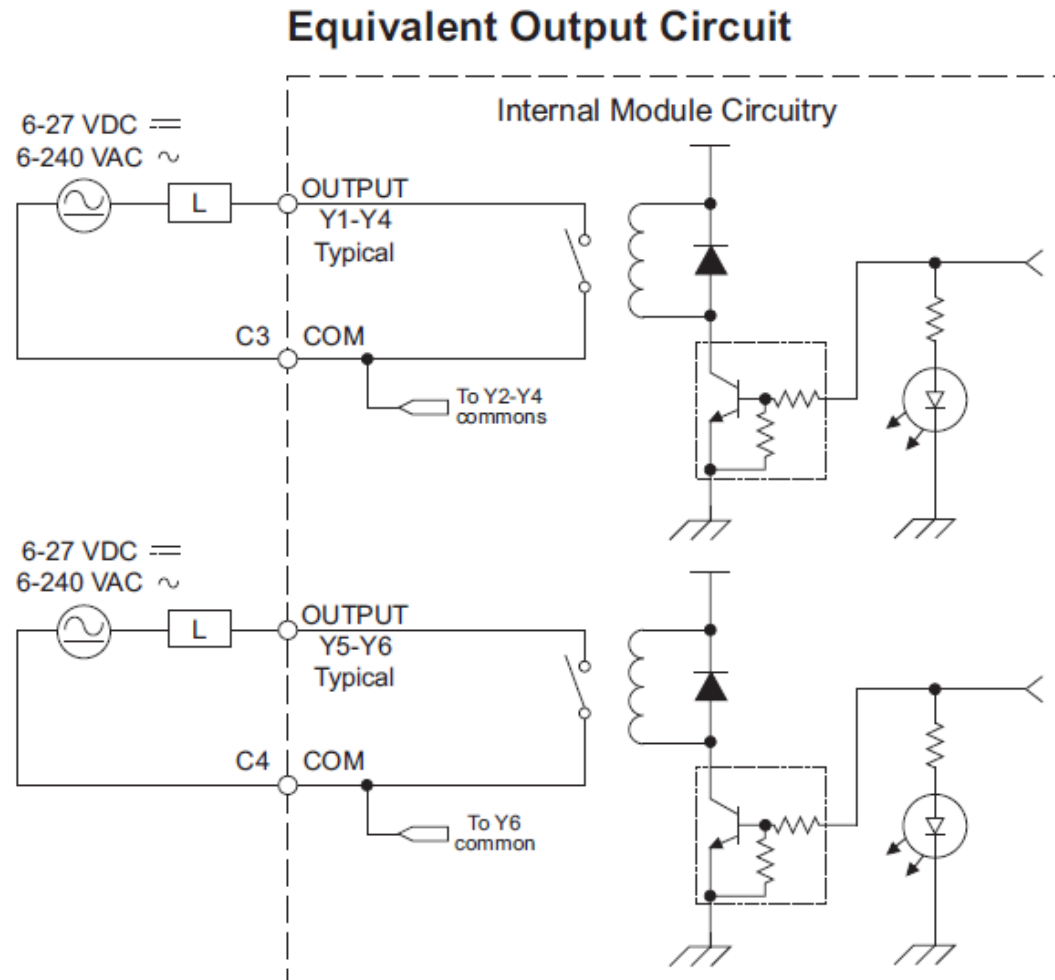 Equivalent Output Circuit
Internal Module Circuitry
6-27 VDC
6-240 VAC ~
L
OUTPUT
Y1-Y4
Typical
C3
COM
To Y2-Y4
commons
6-27 VDC
6-240 VAC ~
L
OUTPUT
Y5-Y6
Typical
C4
COM
To Y6
common